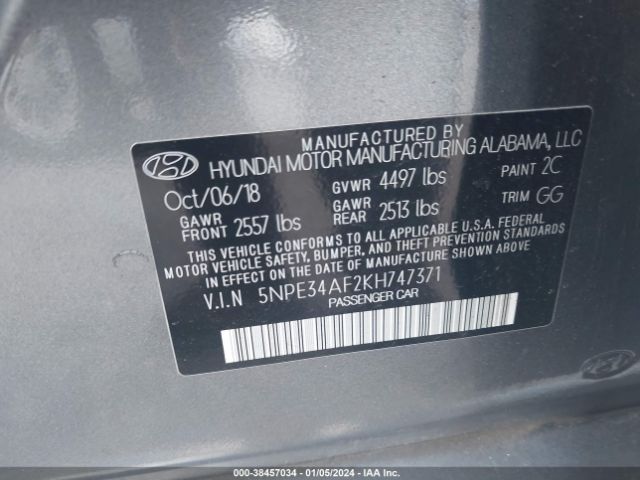 MANUFACTURED BY
HYUNDAI MOTOR MANUFACTURING ALABAMA, LLC
Oct/06/18 GVWR 4497 lbs PAINT 2C
GAWR FRONT 2557 lbs GAWR REAR 2513 lbs TRIM GG
THIS VEHICLE CONFORMS TO ALL APPLICABLE U.S.A. FEDERAL
MOTOR VEHICLE SAFETY, BUMPER, AND THEFT PREVENTION STANDARDS
IN EFFECT ON THE DATE OF MANUFACTURE SHOWN ABOVE
V.I.N 5NPE34AF2KH747371
PASSENGER CAR
000-38457034 - 01/05/2024 - IAA Inc.